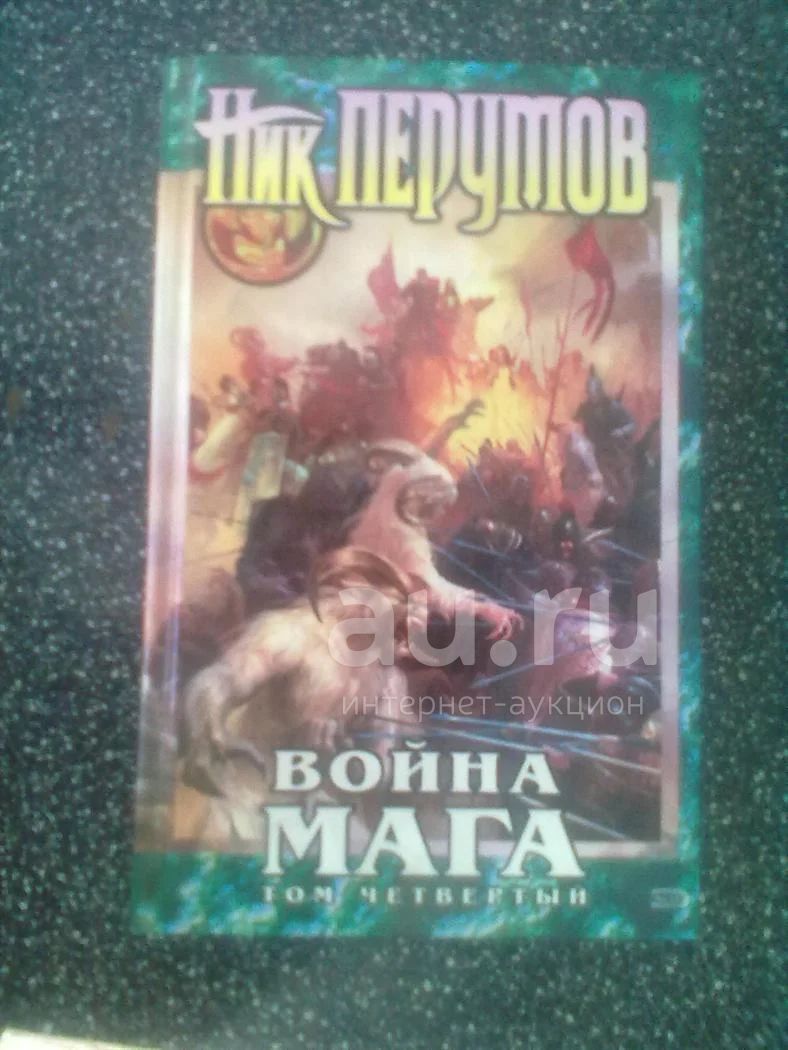 Ник ПЕРУМОВ
au.ru
интернет-аукцион
ВОЙНА
МАГА
ТОМ ЧЕТВЕРТЫЙ